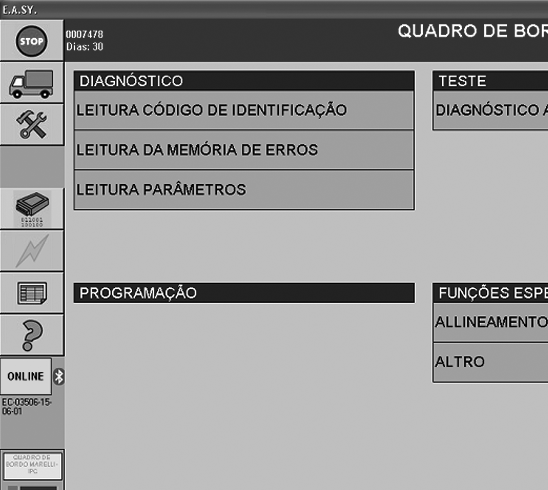 E.A.SY.
STOP
0007478
Dias: 30
QUADRO DE BOR
DIAGNÓSTICO
LEITURA CÓDIGO DE IDENTIFICAÇÃO
LEITURA DA MEMÓRIA DE ERROS
LEITURA PARÂMETROS
TESTE
DIAGNÓSTICO A
PROGRAMAÇÃO
FUNÇÕES ESPE
ALLINEAMENTO
ALTRO
ONLINE
EC-03506-15-
06-01
QUADRO DE
BORDO MARELLI-
IPC